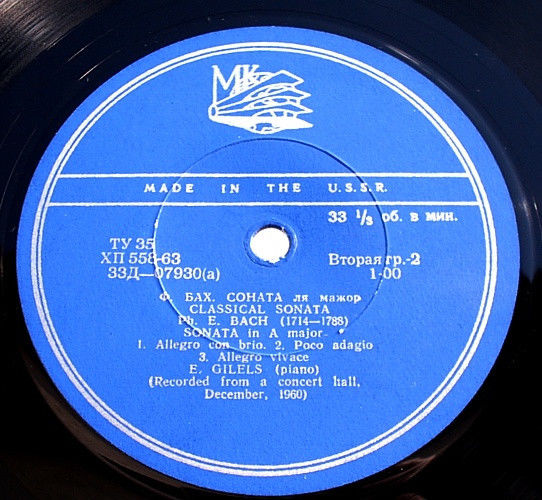 МК
MADE IN THE U.S.S.R.
33 1/3 об. в мин.
ТУ 35
ХП 558-63
33Д—07930(а)
Вторая гр.-2
1-00
Ф. БАХ. СОНАТА ля мажор
CLASSICAL SONATA
Ph. E. BACH (1714—1788)
SONATA in A major
1. Allegro con brio. 2. Poco adagio
3. Allegro vivace
E. GILELS (piano)
(Recorded from a concert hall,
December, 1960)